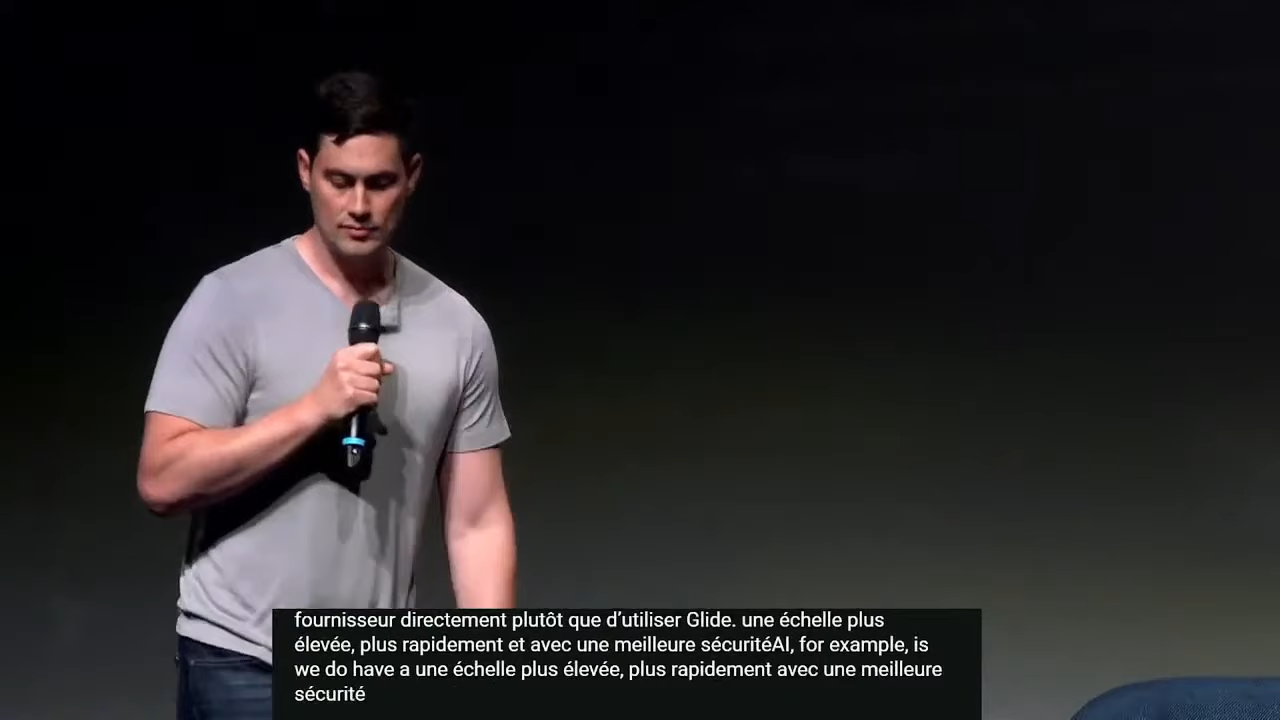 fournisseur directement plutôt que d’utiliser Glide. une échelle plus
élevée, plus rapidement et avec une meilleure sécuritéAI, for example, is
we do have a une échelle plus élevée, plus rapidement avec une meilleure
sécurité